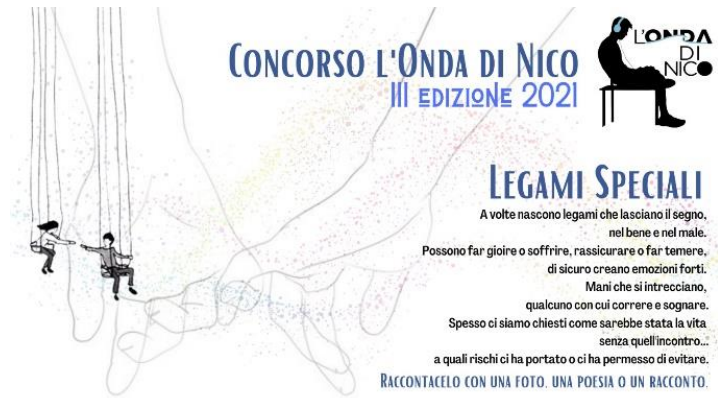 CONCORSO L'ONDA DI NICO
III EDIZIONE 2021
L'ONDA
DI
NICO
LEGAMI SPECIALI
A volte nascono legami che lasciano il segno,
nel bene e nel male.
Possono far gioire o soffrire, rassicurare o far temere,
di sicuro creano emozioni forti.
Mani che si intrecciano,
qualcuno con cui correre e sognare.
Spesso ci siamo chiesti come sarebbe stata la vita
senza quell'incontro...
a quali rischi ci ha portato o ci ha permesso di evitare.
RACCONTACELO CON UNA FOTO, UNA POESIA O UN RACCONTO.